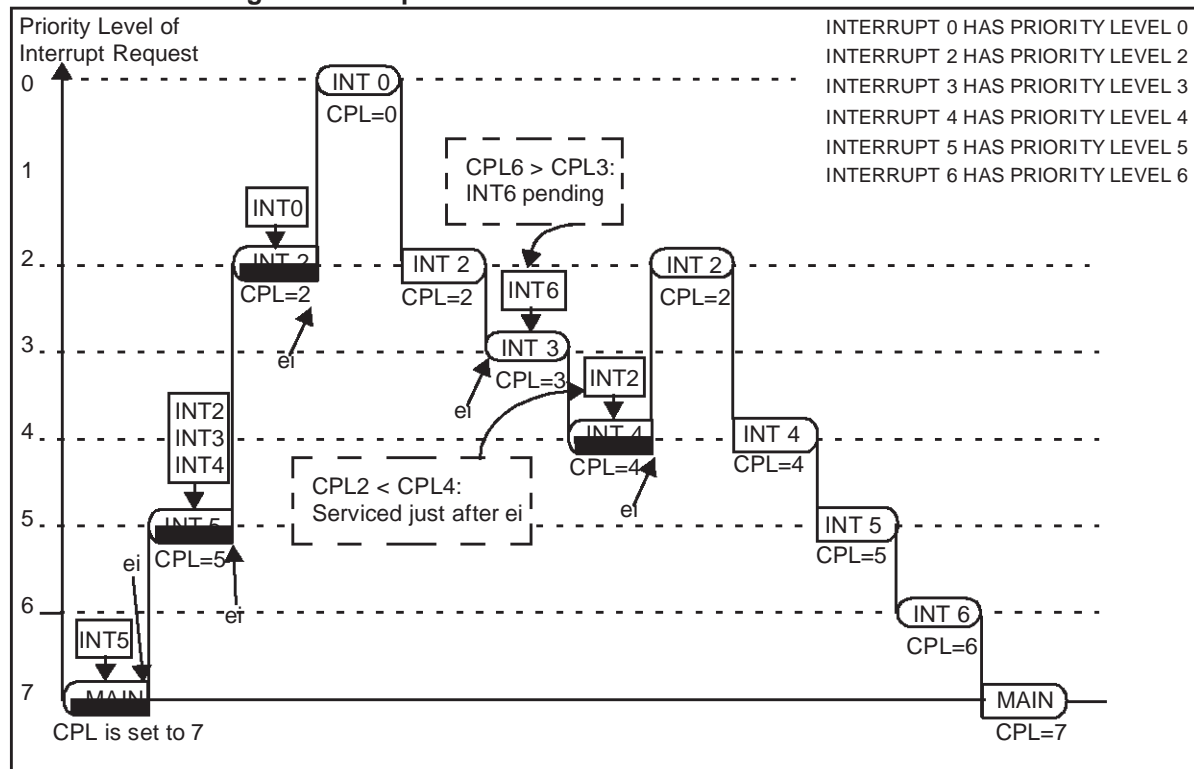 Priority Level of
Interrupt Request
INTERRUPT 0 HAS PRIORITY LEVEL 0
INTERRUPT 2 HAS PRIORITY LEVEL 2
INTERRUPT 3 HAS PRIORITY LEVEL 3
INTERRUPT 4 HAS PRIORITY LEVEL 4
INTERRUPT 5 HAS PRIORITY LEVEL 5
INTERRUPT 6 HAS PRIORITY LEVEL 6
0
INT 0
CPL=0
1
CPL6 > CPL3:
INT6 pending
INT0
2
INT 2
CPL=2
INT 2
CPL=2
INT 2
CPL=2
INT6
ei
3
INT 3
CPL=3
ei
INT2
INT2
INT3
INT4
4
INT 4
CPL=4
INT 4
CPL=4
CPL2 < CPL4:
Serviced just after ei
ei
5
INT 5
CPL=5
INT 5
CPL=5
ei
ei
6
INT 6
CPL=6
INT5
7
MAIN
CPL is set to 7
MAIN
CPL=7